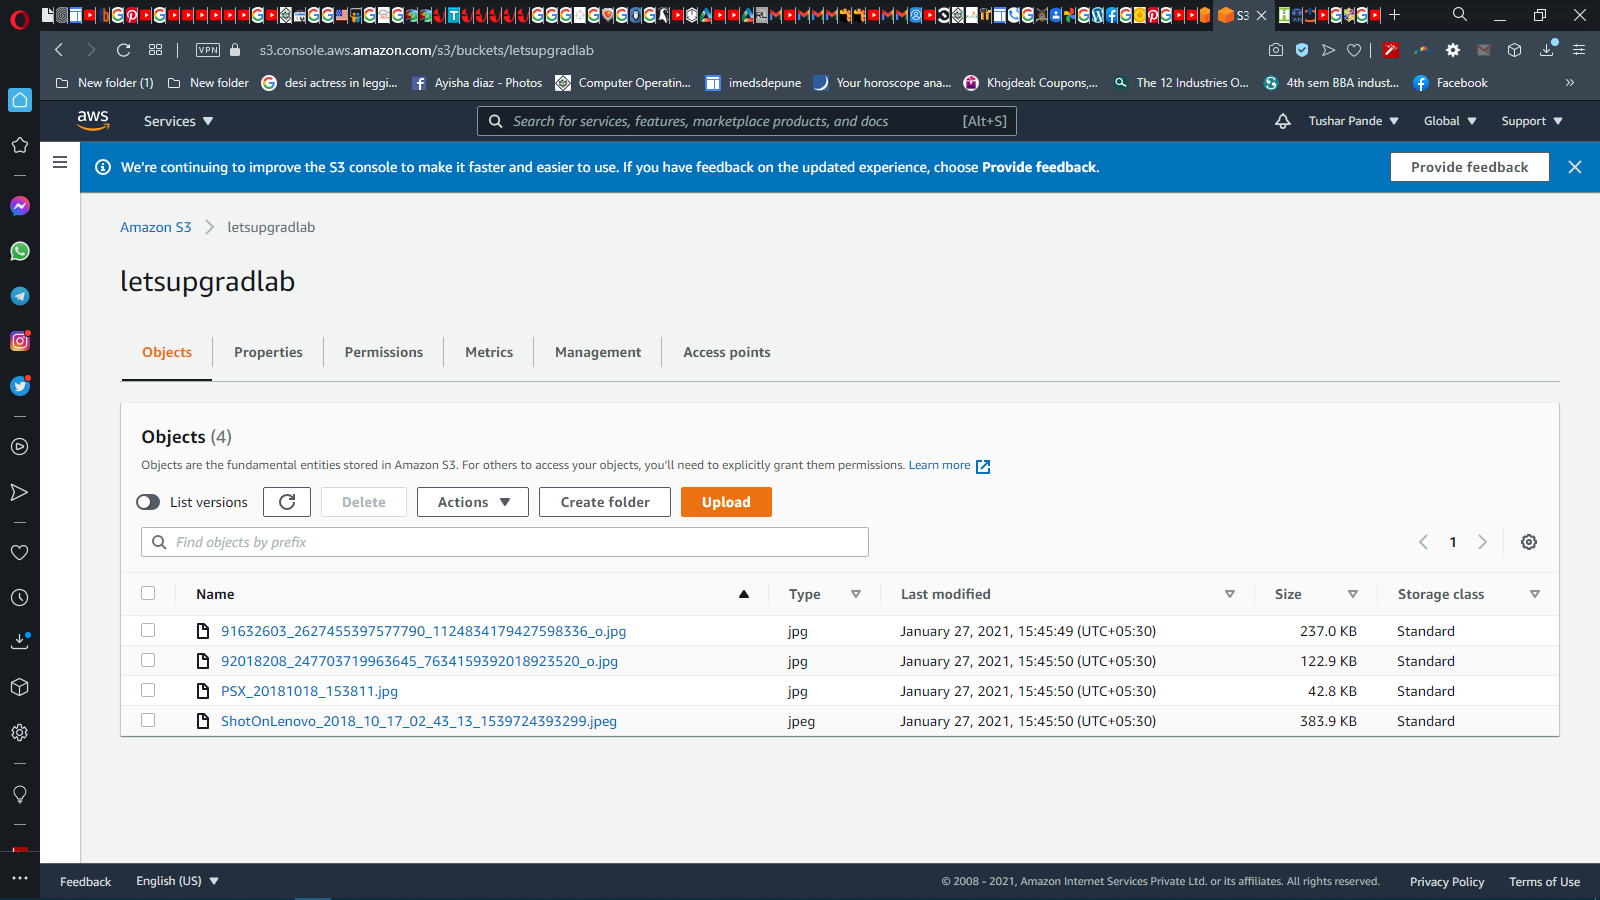 S3
VPN
s3.console.aws.amazon.com/s3/buckets/letsupgradlab
New folder (1)
New folder
desi actress in leggi...
Ayisha diaz - Photos
Computer Operatin...
imedsdepune
Your horoscope ana...
Khojdeal: Coupons,...
The 12 Industries O...
4th sem BBA indust...
Facebook
»
aws
Services
Search for services, features, marketplace products, and docs
[Alt+S]
Tushar Pande
Global
Support
We're continuing to improve the S3 console to make it faster and easier to use. If you have feedback on the updated experience, choose Provide feedback.
Provide feedback
Amazon S3
letsupgradlab
letsupgradlab
Objects
Properties
Permissions
Metrics
Management
Access points
Objects (4)
Objects are the fundamental entities stored in Amazon S3. For others to access your objects, you'll need to explicitly grant them permissions. Learn more
List versions
Delete
Actions
Create folder
Upload
Find objects by prefix
1
Name
Type
Last modified
Size
Storage class
91632603_2627455397577790_1124834179427598336_o.jpg
jpg
January 27, 2021, 15:45:49 (UTC+05:30)
237.0 KB
Standard
92018208_247703719963645_7634159392018923520_o.jpg
jpg
January 27, 2021, 15:45:50 (UTC+05:30)
122.9 KB
Standard
PSX_20181018_153811.jpg
jpg
January 27, 2021, 15:45:50 (UTC+05:30)
42.8 KB
Standard
ShotOnLenovo_2018_10_17_02_43_13_1539724393299.jpeg
jpeg
January 27, 2021, 15:45:50 (UTC+05:30)
383.9 KB
Standard
Feedback
English (US)
© 2008 - 2021, Amazon Internet Services Private Ltd. or its affiliates. All rights reserved.
Privacy Policy
Terms of Use